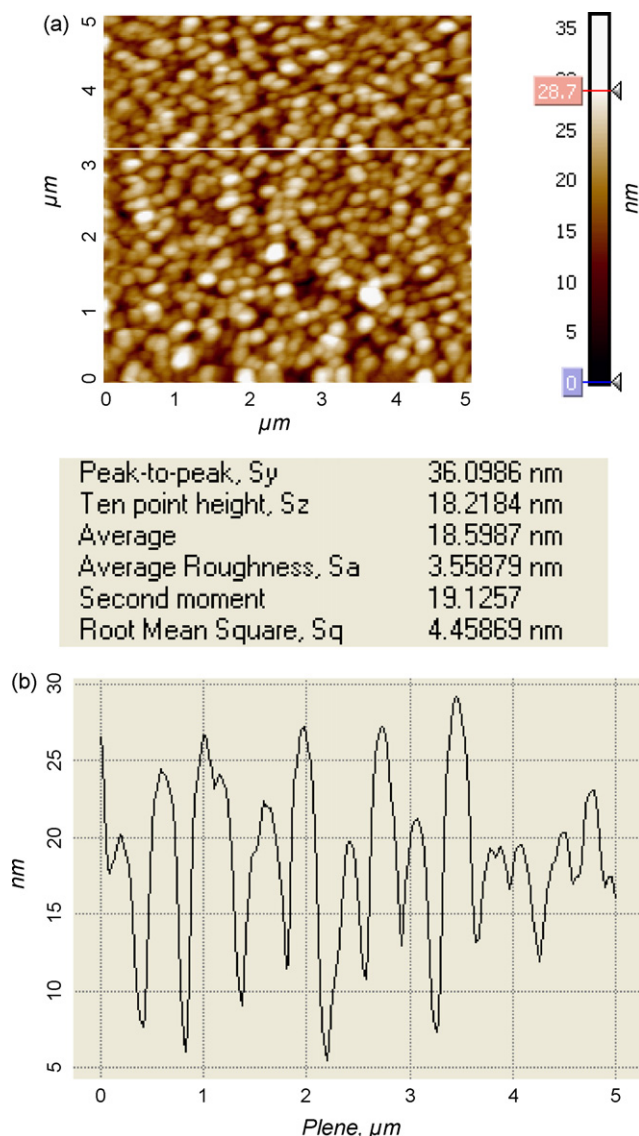 (a)
5
4
3
2
1
0
µm
0 1 2 3 4 5
µm
35
28.7
25
20
15
10
5
0
nm
Peak-to-peak, Sy 36.0986 nm
Ten point height, Sz 18.2184 nm
Average 18.5987 nm
Average Roughness, Sa 3.55879 nm
Second moment 19.1257
Root Mean Square, Sq 4.45869 nm
(b)
30
25
20
15
10
5
nm
0 1 2 3 4 5
Plene, µm